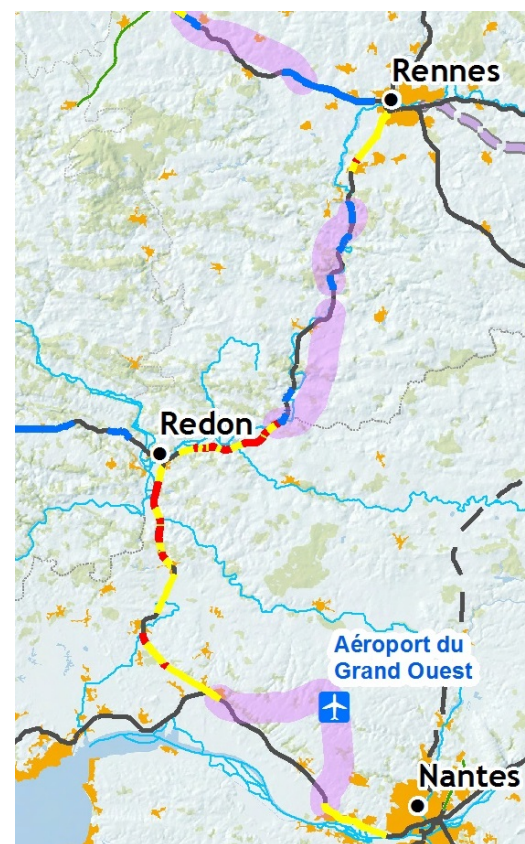 Rennes
Redon
Aéroport du
Grand Ouest
Nantes